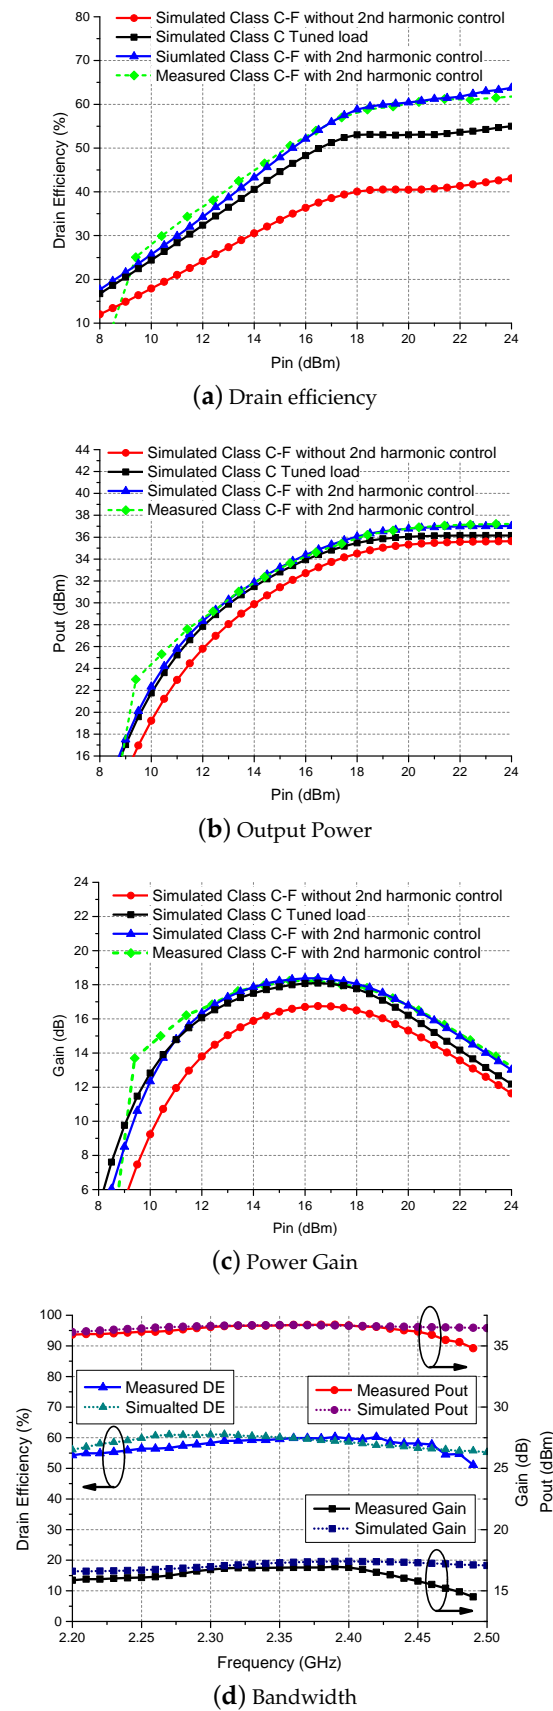 Simulated Class C-F without 2nd harmonic control
Simulated Class C Tuned load
Siumlated Class C-F with 2nd harmonic control
Measured Class C-F with 2nd harmonic control
80
70
60
50
40
30
20
10
Drain Efficiency (%)
8 10 12 14 16 18 20 22 24
Pin (dBm)
(a) Drain efficiency
Simulated Class C-F without 2nd harmonic control
Simulated Class C Tuned load
Simulated Class C-F with 2nd harmonic control
Measured Class C-F with 2nd harmonic control
44
42
40
38
36
34
32
30
28
26
24
22
20
18
16
Pout (dBm)
8 10 12 14 16 18 20 22 24
Pin (dBm)
(b) Output Power
Simulated Class C-F without 2nd harmonic control
Simulated Class C Tuned load
Simulated Class C-F with 2nd harmonic control
Measured Class C-F with 2nd harmonic control
24
22
20
18
16
14
12
10
8
6
Gain (dB)
8 10 12 14 16 18 20 22 24
Pin (dBm)
(c) Power Gain
100
90
80
70
60
50
40
30
20
10
0
Drain Efficiency (%)
Measured DE
Simualted DE
Measured Pout
Simulated Pout
Measured Gain
Simulated Gain
35
30
25
20
15
Gain (dB)
Pout (dBm)
2.20 2.25 2.30 2.35 2.40 2.45 2.50
Frequency (GHz)
(d) Bandwidth